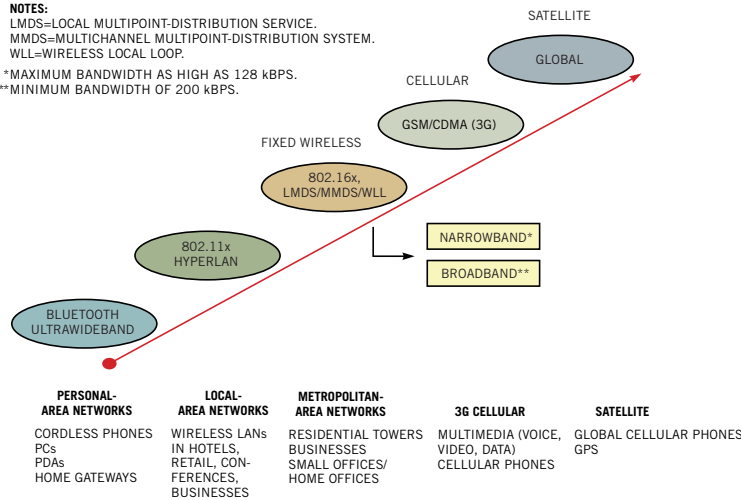 NOTES:
LMDS=LOCAL MULTIPOINT-DISTRIBUTION SERVICE.
MMDS=MULTICHANNEL MULTIPOINT-DISTRIBUTION SYSTEM.
WLL=WIRELESS LOCAL LOOP.
*MAXIMUM BANDWIDTH AS HIGH AS 128 kBPS.
**MINIMUM BANDWIDTH OF 200 kBPS.
SATELLITE
GLOBAL
CELLULAR
GSM/CDMA (3G)
FIXED WIRELESS
802.16x,
LMDS/MMDS/WLL
NARROWBAND*
BROADBAND**
802.11x
HYPERLAN
BLUETOOTH
ULTRAWIDEBAND
PERSONAL-
AREA NETWORKS
CORDLESS PHONES
PCs
PDAs
HOME GATEWAYS
LOCAL-
AREA NETWORKS
WIRELESS LANs
IN HOTELS,
RETAIL, CON-
FERENCES,
BUSINESSES
METROPOLITAN-
AREA NETWORKS
RESIDENTIAL TOWERS
BUSINESSES
SMALL OFFICES/
HOME OFFICES
3G CELLULAR
MULTIMEDIA (VOICE,
VIDEO, DATA)
CELLULAR PHONES
SATELLITE
GLOBAL CELLULAR PHONES
GPS